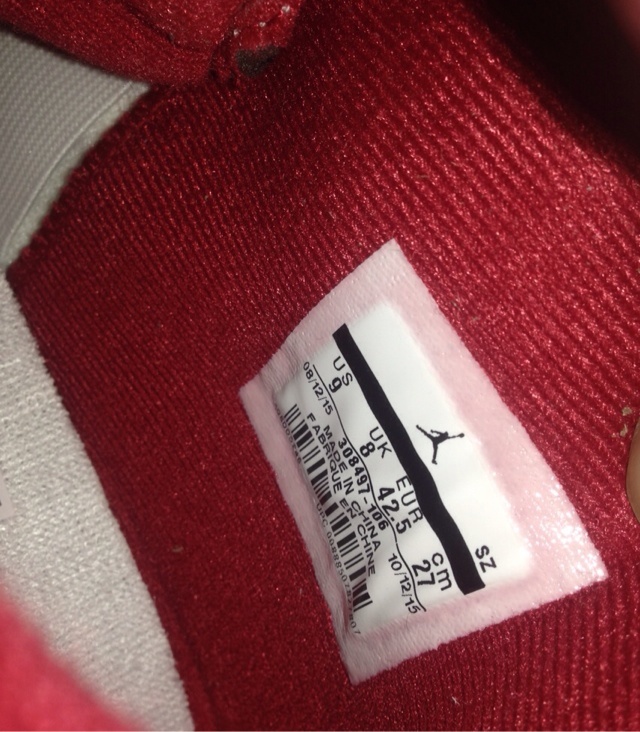 SZ
US UK EUR cm
9 8 42.5 27
08/12/15 308497-106 10/12/15
MADE IN CHINA
FABRIQUE EN CHINE